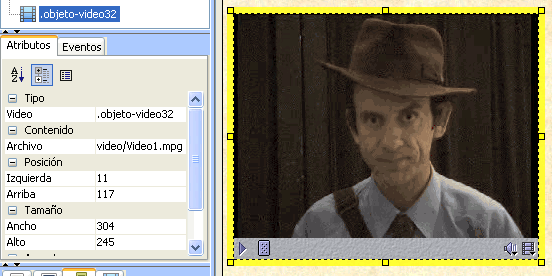 .objeto-video32
Atributos Eventos
Tipo
Video .objeto-video32
Contenido
Archivo video/Video1.mpg
Posición
Izquierda 11
Arriba 117
Tamaño
Ancho 304
Alto 245